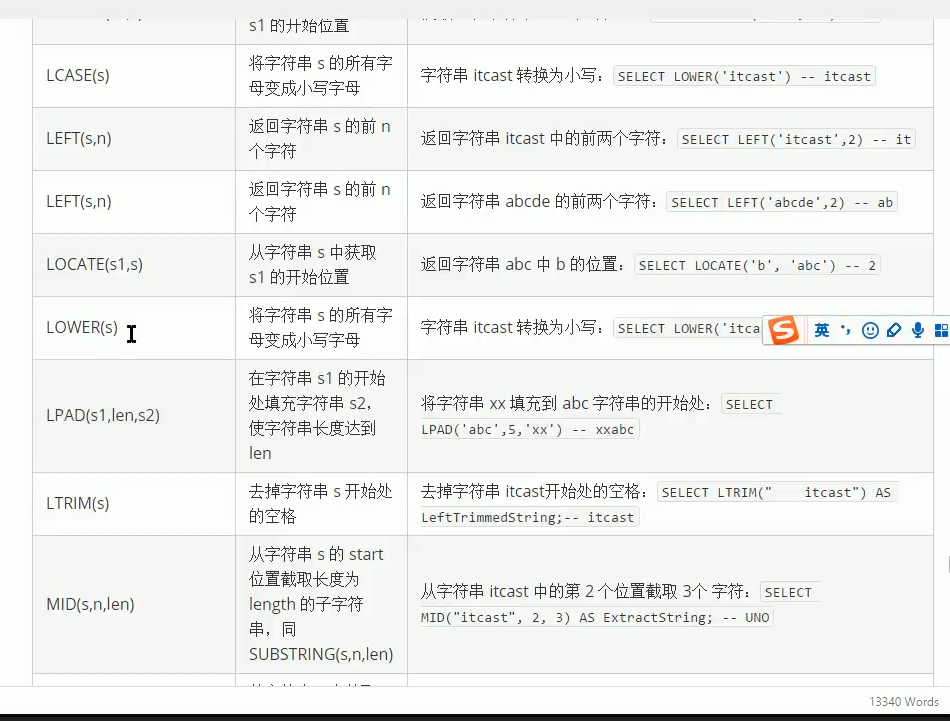 s1 的开始位置
LCASE(s)
将字符串 s 的所有字
母变成小写字母
字符串 itcast 转换为小写：SELECT LOWER('itcast') -- itcast
LEFT(s,n)
返回字符串 s 的前 n
个字符
返回字符串 itcast 中的前两个字符：SELECT LEFT('itcast',2) -- it
LEFT(s,n)
返回字符串 s 的前 n
个字符
返回字符串 abcde 的前两个字符：SELECT LEFT('abcde',2) -- ab
LOCATE(s1,s)
从字符串 s 中获取
s1 的开始位置
返回字符串 abc 中 b 的位置：SELECT LOCATE('b', 'abc') -- 2
LOWER(s)
将字符串 s 的所有字
母变成小写字母
字符串 itcast 转换为小写：SELECT LOWER('itca
英
LPAD(s1,len,s2)
在字符串 s1 的开始
处填充字符串 s2，
使字符串长度达到
len
将字符串 xx 填充到 abc 字符串的开始处：SELECT
LPAD('abc',5,'xx') -- xxabc
LTRIM(s)
去掉字符串 s 开始处
的空格
去掉字符串 itcast开始处的空格：SELECT LTRIM("    itcast") AS
LeftTrimmedString;-- itcast
MID(s,n,len)
从字符串 s 的 start
位置截取长度为
length 的子字符
串，同
SUBSTRING(s,n,len)
从字符串 itcast 中的第 2 个位置截取 3个 字符：SELECT
MID("itcast", 2, 3) AS ExtractString; -- UNO
13340 Words